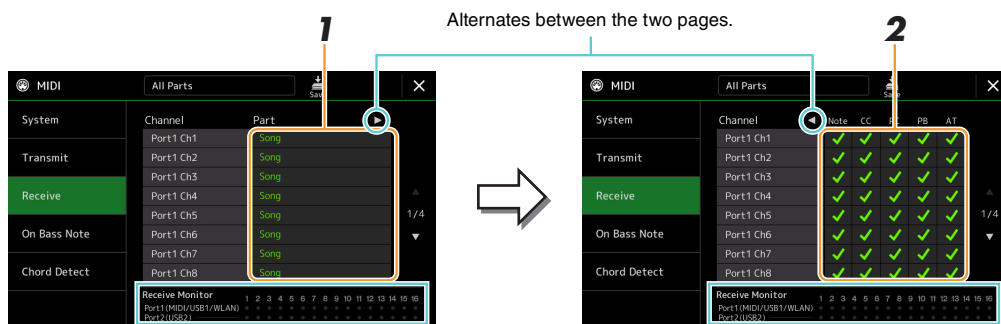 Alternates between the two pages.
1
2
MIDI
All Parts
Save
System
Transmit
Receive
On Bass Note
Chord Detect
Channel Part
Port1 Ch1 Song
Port1 Ch2 Song
Port1 Ch3 Song
Port1 Ch4 Song
Port1 Ch5 Song
Port1 Ch6 Song
Port1 Ch7 Song
Port1 Ch8 Song
1/4
Receive Monitor 1 2 3 4 5 6 7 8 9 10 11 12 13 14 15 16
Port1(MIDI/USB1/WLAN)
Port2(USB2)
MIDI
All Parts
Save
System
Transmit
Receive
On Bass Note
Chord Detect
Channel Note CC PC PB AT
Port1 Ch1
Port1 Ch2
Port1 Ch3
Port1 Ch4
Port1 Ch5
Port1 Ch6
Port1 Ch7
Port1 Ch8
1/4
Receive Monitor 1 2 3 4 5 6 7 8 9 10 11 12 13 14 15 16
Port1(MIDI/USB1/WLAN)
Port2(USB2)